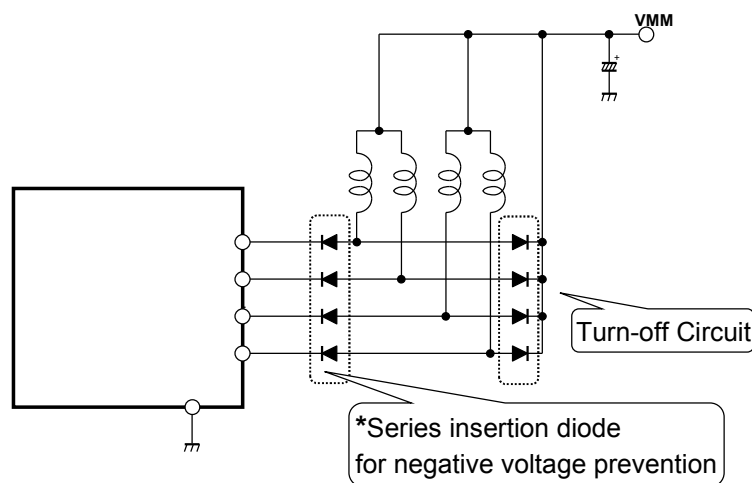 VMM
+
Turn-off Circuit
*Series insertion diode
for negative voltage prevention